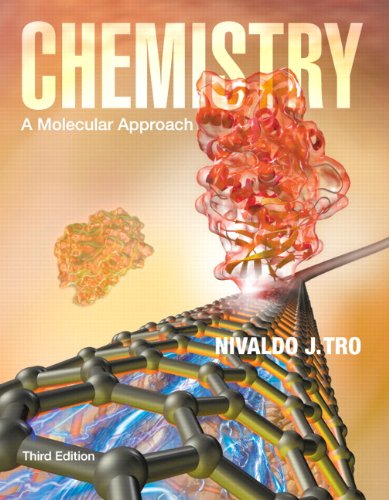 CHEMISTRY
A Molecular Approach
NIVALDO J. TRO
Third Edition